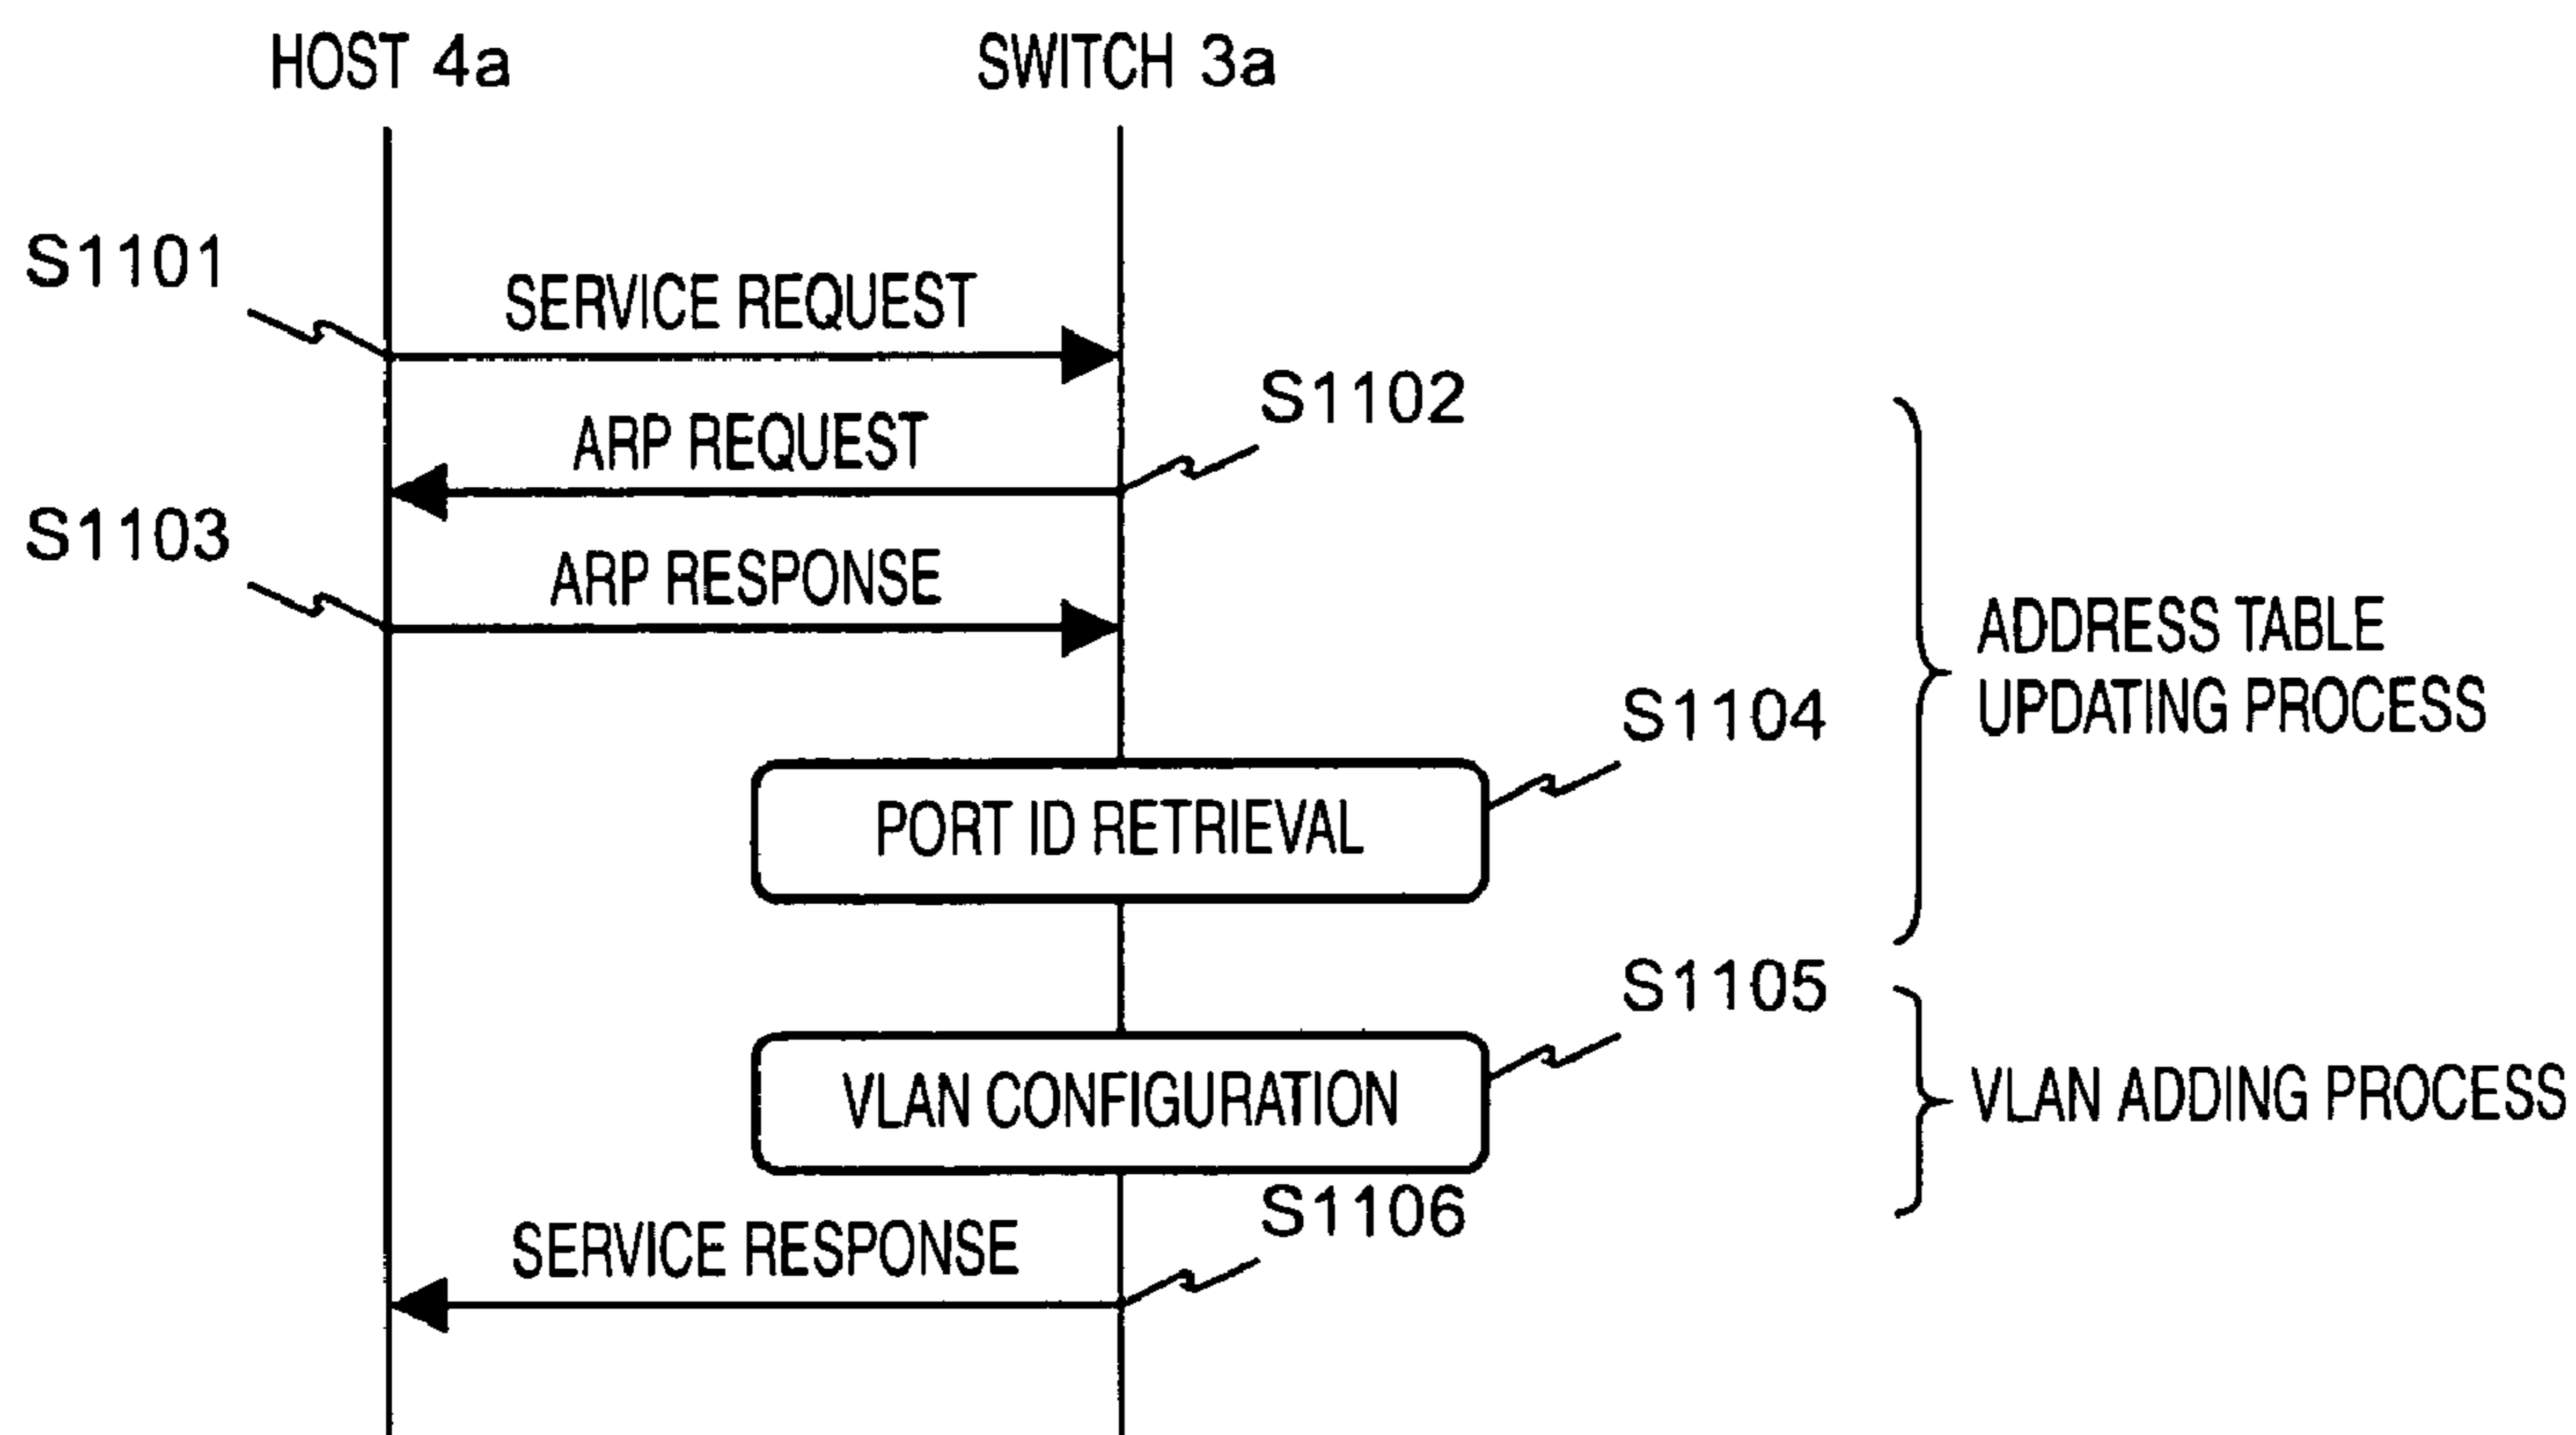 HOST 4a
SWITCH 3a
S1101
SERVICE REQUEST
S1102
ARP REQUEST
S1103
ARP RESPONSE
ADDRESS TABLE
UPDATING PROCESS
S1104
PORT ID RETRIEVAL
S1105
VLAN CONFIGURATION
VLAN ADDING PROCESS
S1106
SERVICE RESPONSE